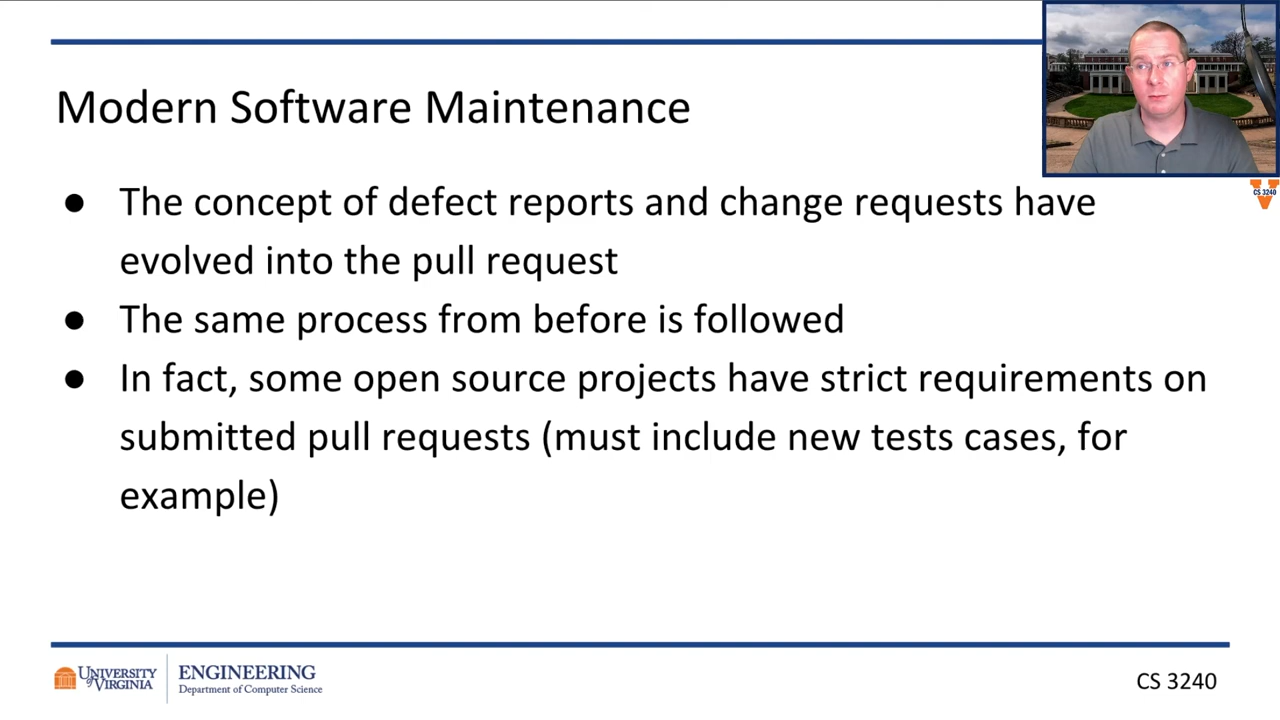 Modern Software Maintenance
CS 3240
● The concept of defect reports and change requests have
evolved into the pull request
● The same process from before is followed
● In fact, some open source projects have strict requirements on
submitted pull requests (must include new tests cases, for
example)
UNIVERSITY
of VIRGINIA
ENGINEERING
Department of Computer Science
CS 3240